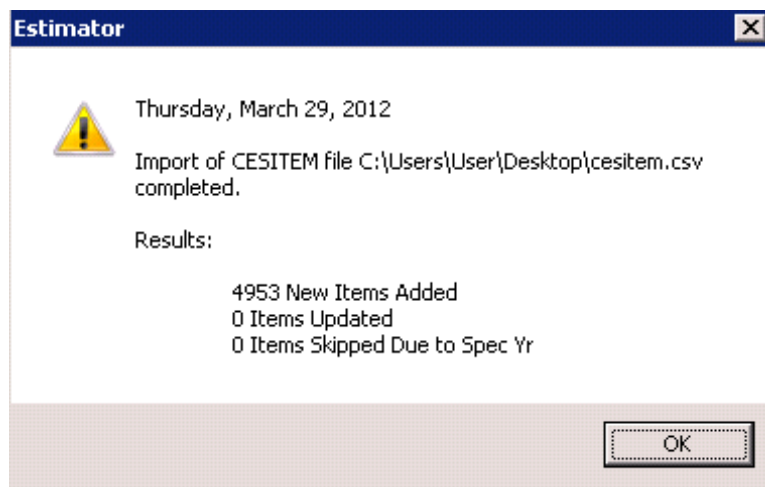 Estimator
Thursday, March 29, 2012
Import of CESITEM file C:\Users\User\Desktop\cesitem.csv
completed.
Results:
4953 New Items Added
0 Items Updated
0 Items Skipped Due to Spec Yr
OK